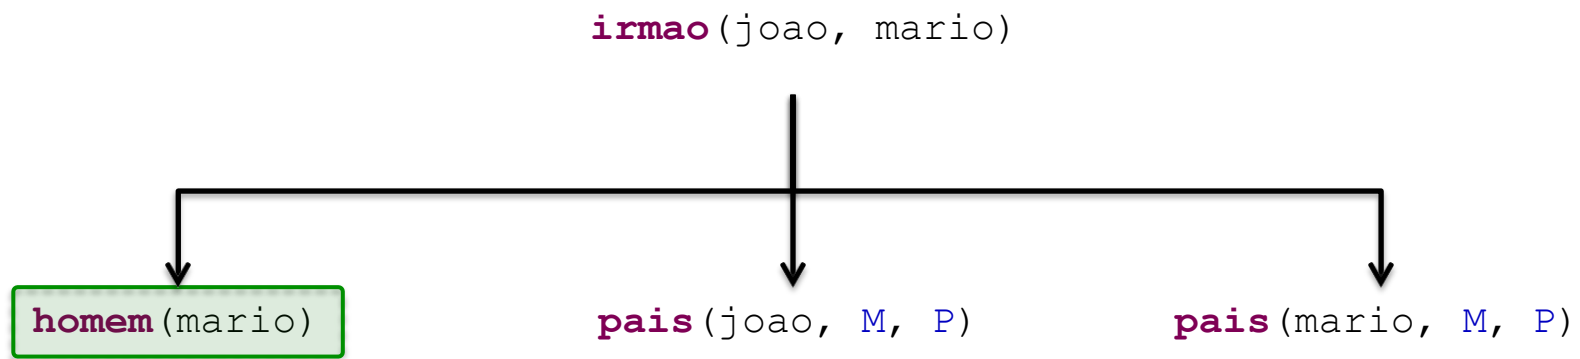 irmao(joao, mario)
homem(mario)
pais(joao, M, P)
pais(mario, M, P)